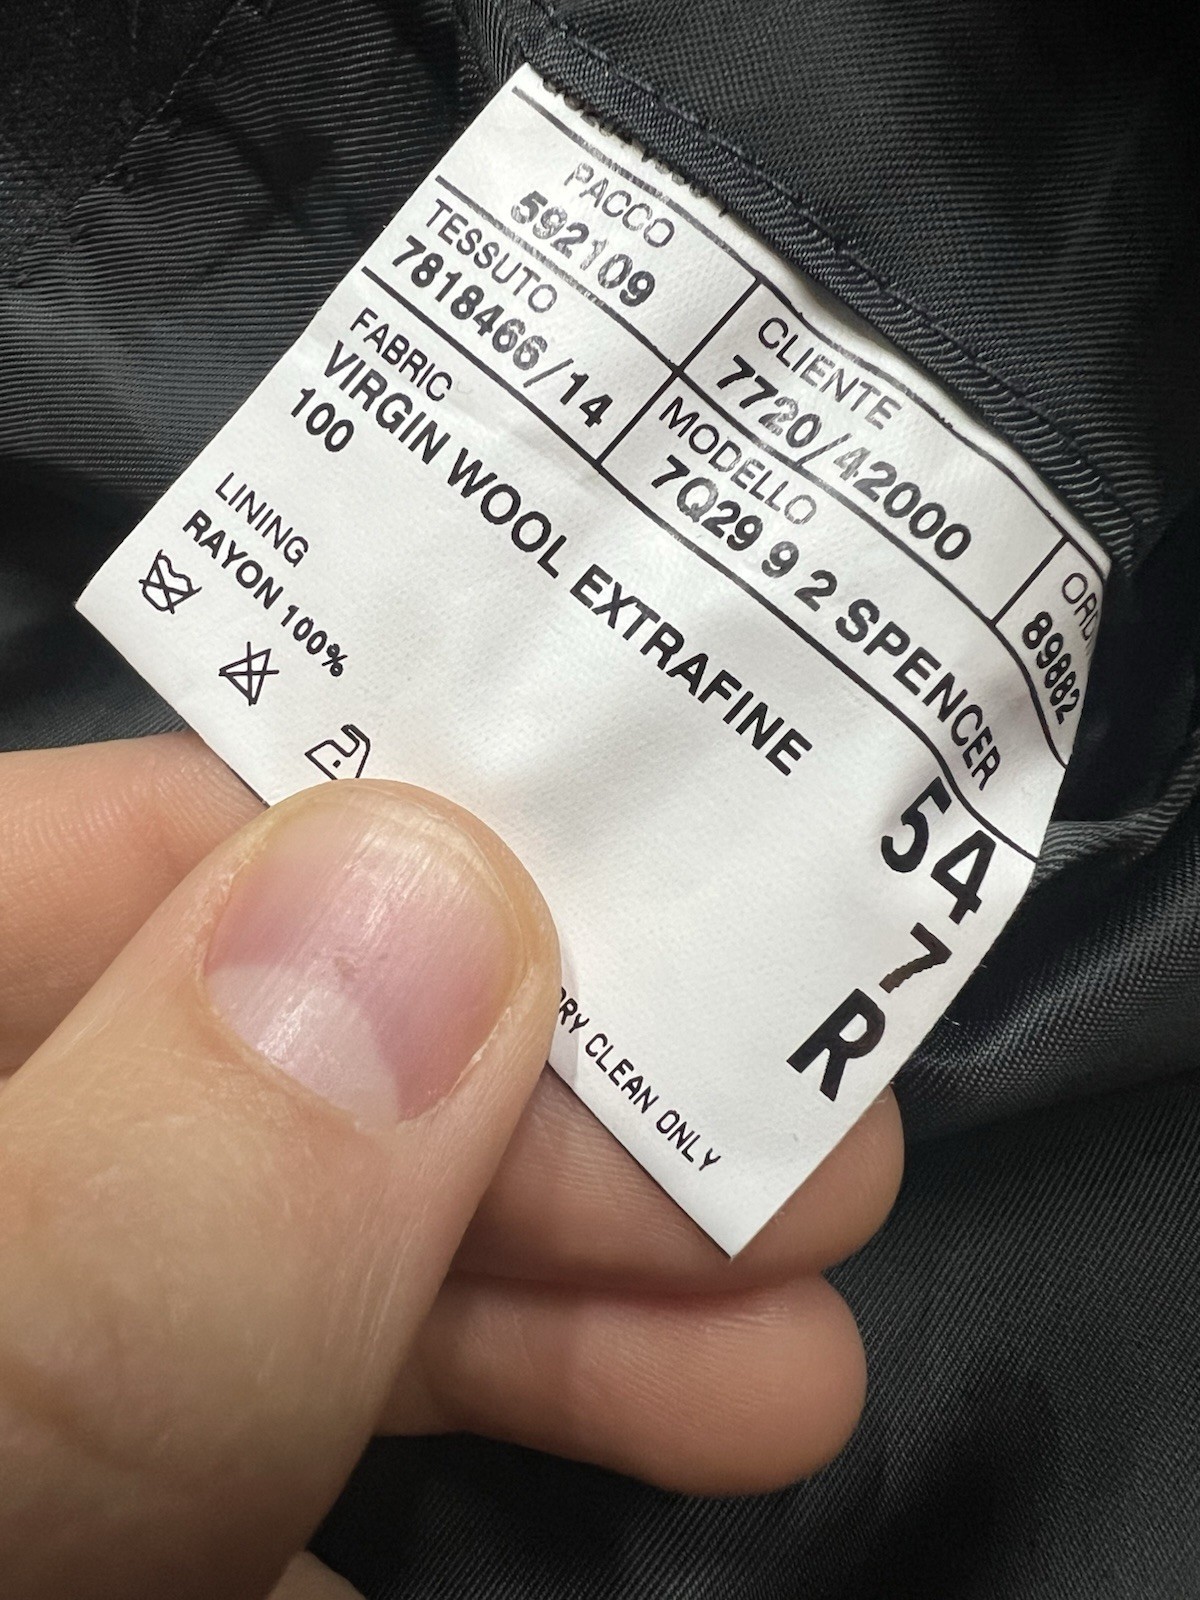 PACCO
592109
CLIENTE
7720/42000
TESSUTO
7818466/14
MODELLO
7Q29 9 2 SPENCER
89882
FABRIC
VIRGIN WOOL EXTRAFINE
100
54
7
R
LINING
RAYON 100%
DRY CLEAN ONLY